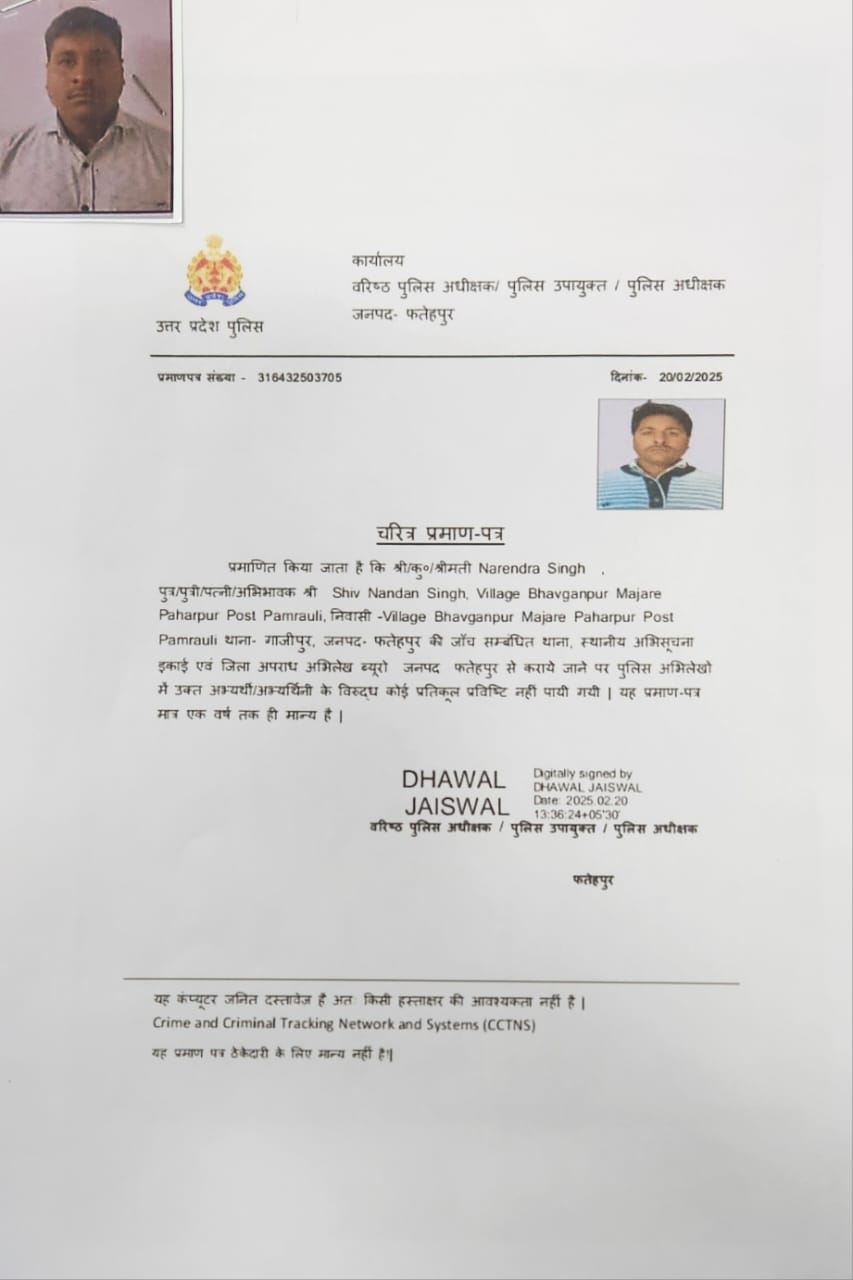 कार्यालय
वरिष्ठ पुलिस अधीक्षक/ पुलिस उपायुक्त / पुलिस अधीक्षक
जनपद- फतेहपुर
उत्तर प्रदेश पुलिस
प्रमाणपत्र संख्या - 316432503705
दिनांक- 20/02/2025
चरित्र प्रमाण-पत्र
प्रमाणित किया जाता है कि श्री/कु०/श्रीमती Narendra Singh ,
पुत्र/पुत्री/पत्नी/अभिभावक श्री Shiv Nandan Singh, Village Bhavganpur Majare
Paharpur Post Pamrauli, निवासी -Village Bhavganpur Majare Paharpur Post
Pamrauli थाना- गाजीपुर, जनपद- फतेहपुर की जाँच सम्बंधित थाना, स्थानीय अभिसूचना
इकाई एवं जिला अपराध अभिलेख ब्यूरो जनपद फतेहपुर से कराये जाने पर पुलिस अभिलेखो
में उक्त अभ्यर्थी/अभ्यर्थिनी के विरुद्ध कोई प्रतिकूल प्रविष्टि नहीं पायी गयी | यह प्रमाण-पत्र
मात्र एक वर्ष तक ही मान्य है |
DHAWAL
JAISWAL
Digitally signed by
DHAWAL JAISWAL
Date: 2025.02.20
13:36:24+05'30'
वरिष्ठ पुलिस अधीक्षक / पुलिस उपायुक्त / पुलिस अधीक्षक
फतेहपुर
यह कंप्यूटर जनित दस्तावेज़ है अतः किसी हस्ताक्षर की आवश्यकता नहीं है |
Crime and Criminal Tracking Network and Systems (CCTNS)
यह प्रमाण पत्र ठेकेदारी के लिए मान्य नहीं है|